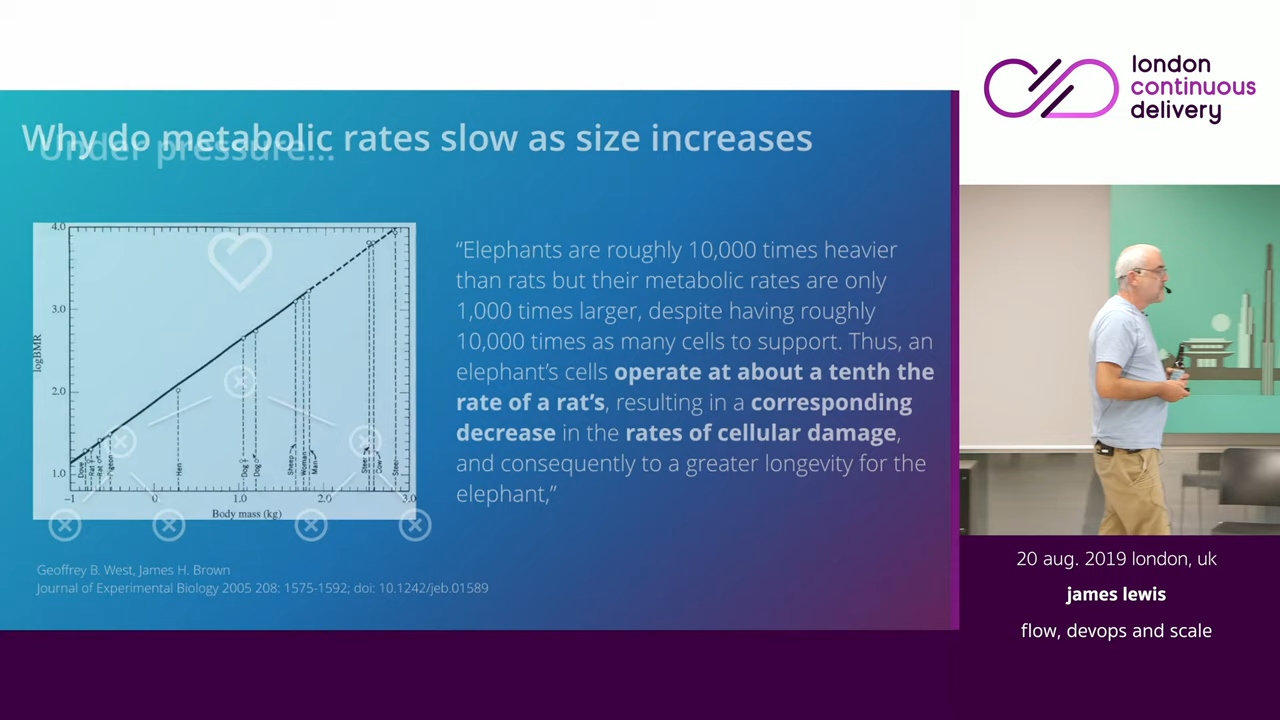 Why do metabolic rates slow as size increases
Under pressure...
“Elephants are roughly 10,000 times heavier
than rats but their metabolic rates are only
1,000 times larger, despite having roughly
10,000 times as many cells to support. Thus, an
elephant’s cells operate at about a tenth the
rate of a rat’s, resulting in a corresponding
decrease in the rates of cellular damage,
and consequently to a greater longevity for the
elephant,”
4.0
3.0
2.0
1.0
logBMR
Dove
Rat
Rat
Pigeon
Hen
Dog
Dog
Sheep
Woman
Man
Steer
Cow
Steer
-1
0
1.0
2.0
3.0
Body mass (kg)
Geoffrey B. West, James H. Brown
Journal of Experimental Biology 2005 208: 1575-1592; doi: 10.1242/jeb.01589
london
continuous
delivery
20 aug. 2019 london, uk
james lewis
flow, devops and scale